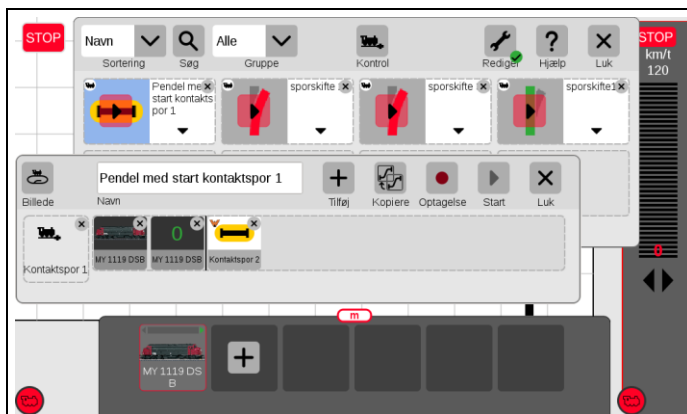 STOP
Navn
Alle
STOP
km/t
120
Sortering
Søg
Gruppe
Kontrol
Rediger
Hjælp
Luk
Pendel me
start kontakts
por 1
sporskifte
sporskifte
sporskifte1
0
Pendel med start kontaktspor 1
Billede
Navn
Tilføj
Kopiere
Optagelse
Start
Luk
0
Kontaktspor 1
MY 1119 DSB
MY 1119 DSB
Kontaktspor 2
m
MY 1119 DS
B